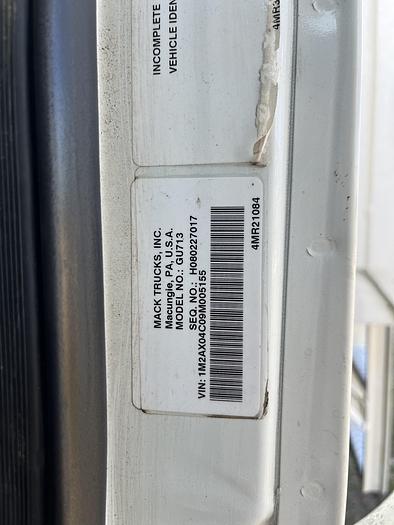 INCOMPLETE
VEHICLE IDEN
MACK TRUCKS, INC.
Macungie, PA, U.S.A.
MODEL NO.: GU713
SEQ. NO.: H080227017
VIN: 1M2AX04C09M005155
4MR21084